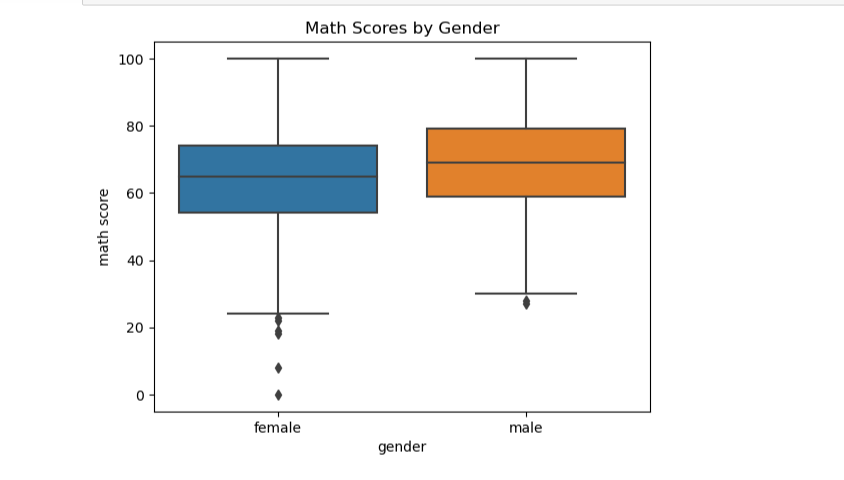 Math Scores by Gender
100
80
60
40
20
0
math score
female male
gender